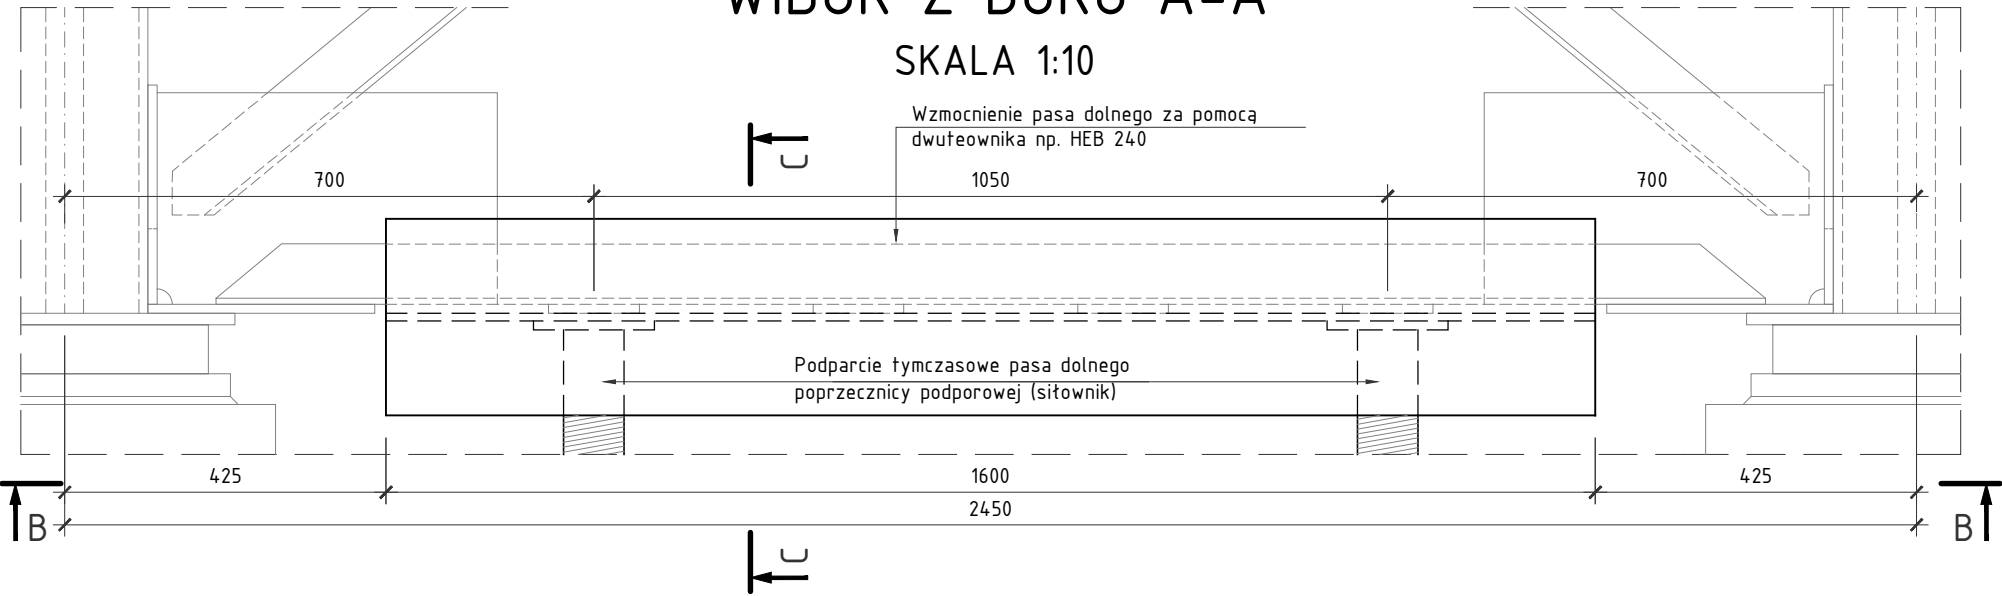 WIDOK Z BOKU A-A
SKALA 1:10
Wzmocnienie pasa dolnego za pomocą
dwuteownika np. HEB 240
C
700
1050
700
Podparcie tymczasowe pasa dolnego
poprzecznicy podporowej (siłownik)
425
1600
425
2450
B
B
C